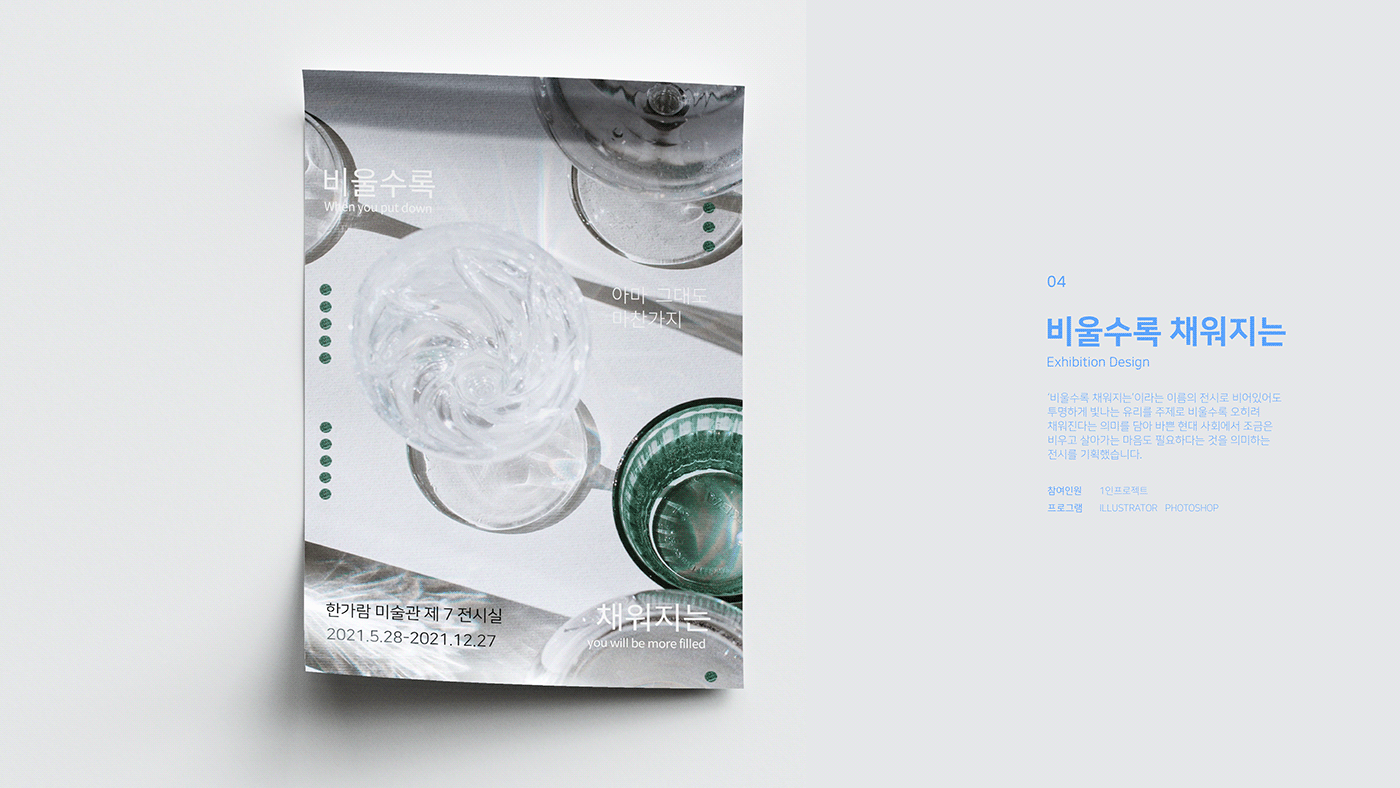 비울수록
When you put down
아마 그대도
마찬가지
한가람 미술관 제 7 전시실
2021.5.28-2021.12.27
채워지는
you will be more filled
04
비울수록 채워지는
Exhibition Design
'비울수록 채워지는'이라는 이름의 전시로 비어있어도
투명하게 빛나는 유리를 주제로 비울수록 오히려
채워진다는 의미를 담아 바쁜 현대 사회에서 조금은
비우고 살아가는 마음도 필요하다는 것을 의미하는
전시를 기획했습니다.
참여인원 1인프로젝트
프로그램 ILLUSTRATOR PHOTOSHOP